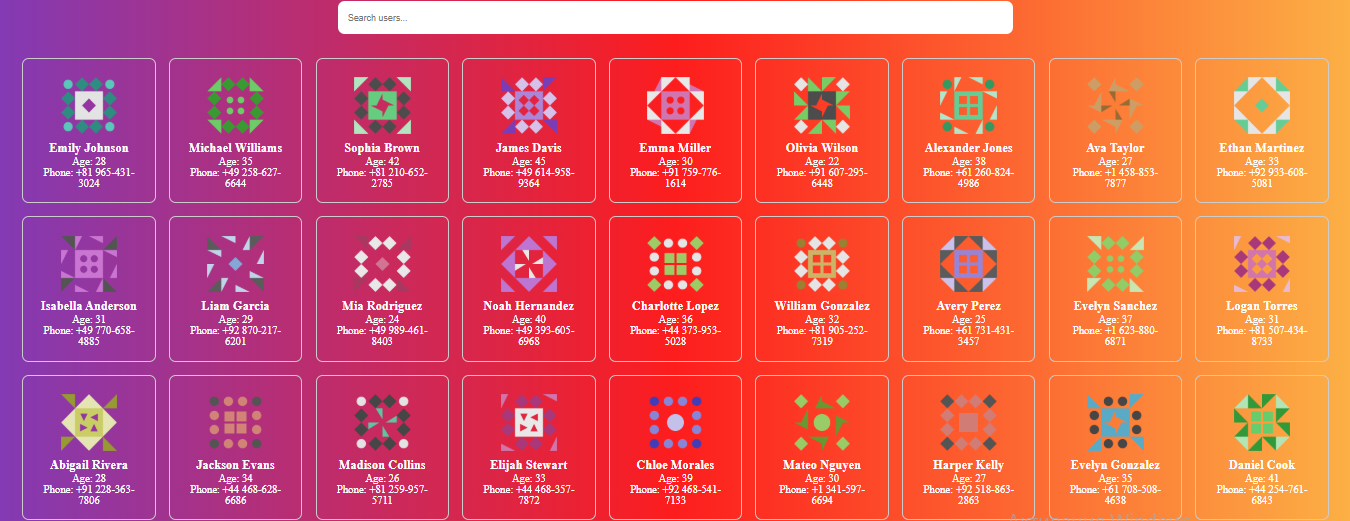 Search users...
Emily Johnson
Age: 28
Phone: +81 965-431-
3024
Michael Williams
Age: 35
Phone: +49 258-627-
6644
Sophia Brown
Age: 42
Phone: +81 210-652-
2785
James Davis
Age: 45
Phone: +49 614-958-
9364
Emma Miller
Age: 30
Phone: +91 759-776-
1614
Olivia Wilson
Age: 22
Phone: +91 607-295-
6448
Alexander Jones
Age: 38
Phone: +61 260-824-
4986
Ava Taylor
Age: 27
Phone: +1 458-853-
7877
Ethan Martinez
Age: 33
Phone: +92 933-608-
5081
Isabella Anderson
Age: 31
Phone: +49 770-658-
4885
Liam Garcia
Age: 29
Phone: +92 870-217-
6201
Mia Rodriguez
Age: 24
Phone: +49 989-461-
8403
Noah Hernandez
Age: 40
Phone: +49 393-605-
6968
Charlotte Lopez
Age: 36
Phone: +44 373-953-
5028
William Gonzalez
Age: 32
Phone: +81 905-252-
7319
Avery Perez
Age: 25
Phone: +61 731-431-
3457
Evelyn Sanchez
Age: 37
Phone: +1 623-880-
6871
Logan Torres
Age: 31
Phone: +81 507-434-
8733
Abigail Rivera
Age: 28
Phone: +91 228-363-
7806
Jackson Evans
Age: 34
Phone: +44 468-628-
6686
Madison Collins
Age: 26
Phone: +81 259-957-
5711
Elijah Stewart
Age: 33
Phone: +44 468-357-
7872
Chloe Morales
Age: 39
Phone: +92 468-541-
7133
Mateo Nguyen
Age: 30
Phone: +1 341-597-
6694
Harper Kelly
Age: 27
Phone: +92 518-863-
2863
Evelyn Gonzalez
Age: 35
Phone: +61 708-508-
4638
Daniel Cook
Age: 41
Phone: +44 254-761-
6843